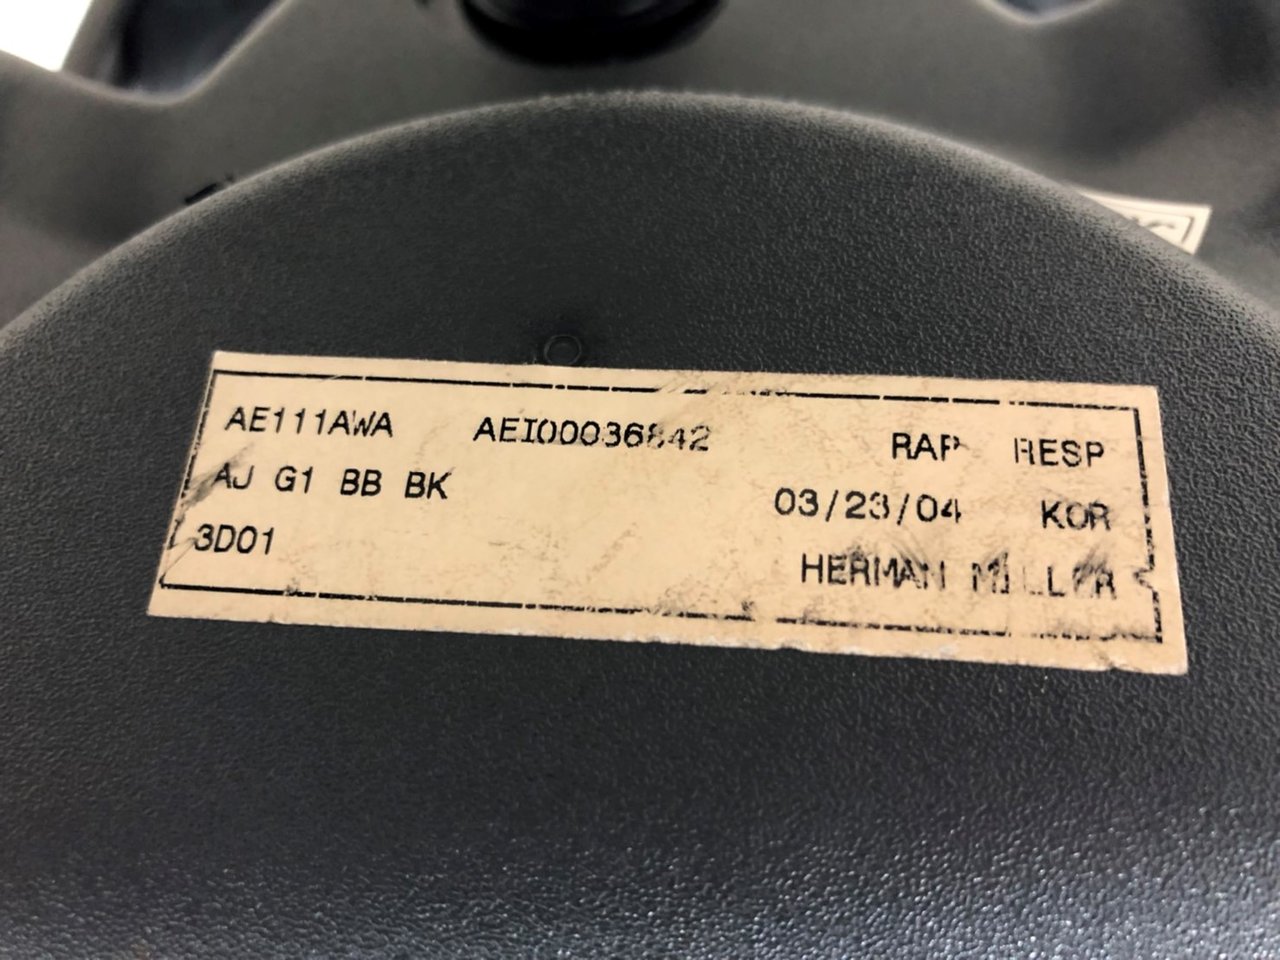 AE111AWA AEI00036842 RAP RESP
AJ G1 BB BK 03/23/04 KOR
3D01 HERMAN MILLER